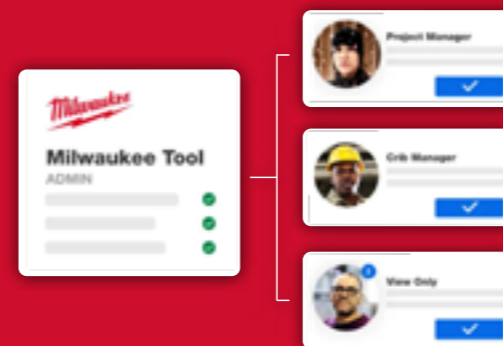 Milwaukee
Milwaukee Tool
ADMIN
Project Manager
Crib Manager
View Only